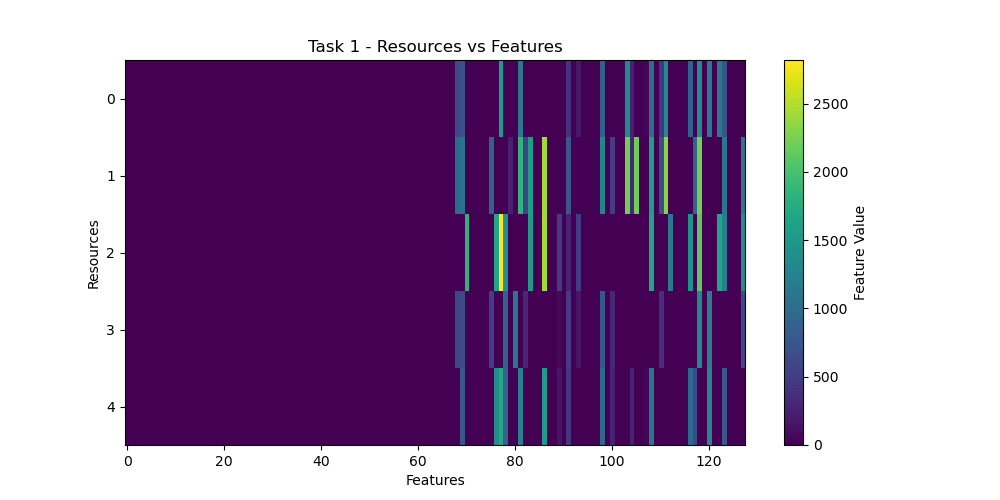 Task 1 - Resources vs Features
Resources
0
1
2
3
4
0 20 40 60 80 100 120
Features
2500
2000
1500
1000
500
0
Feature Value